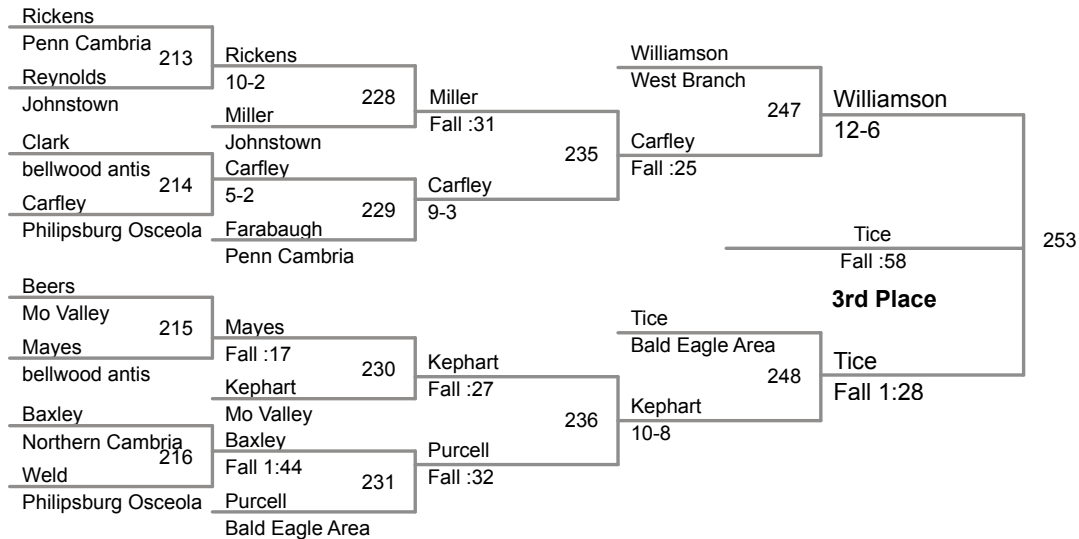 Rickens
Penn Cambria
213
Reynolds
Johnstown
Clark
bellwood antis
214
Carfley
Philipsburg Osceola
Beers
Mo Valley
215
Mayes
bellwood antis
Baxley
Northern Cambria
216
Weld
Philipsburg Osceola
Rickens
10-2
228
Miller
Johnstown
Carfley
5-2
229
Farabaugh
Penn Cambria
Mayes
Fall :17
230
Kephart
Mo Valley
Baxley
Fall 1:44
231
Purcell
Bald Eagle Area
Miller
Fall :31
235
Carfley
9-3
Kephart
Fall :27
236
Purcell
Fall :32
Williamson
West Branch
247
Carfley
Fall :25
Tice
Bald Eagle Area
248
Kephart
10-8
Williamson
12-6
Tice
Fall :58
253
3rd Place
Tice
Fall 1:28